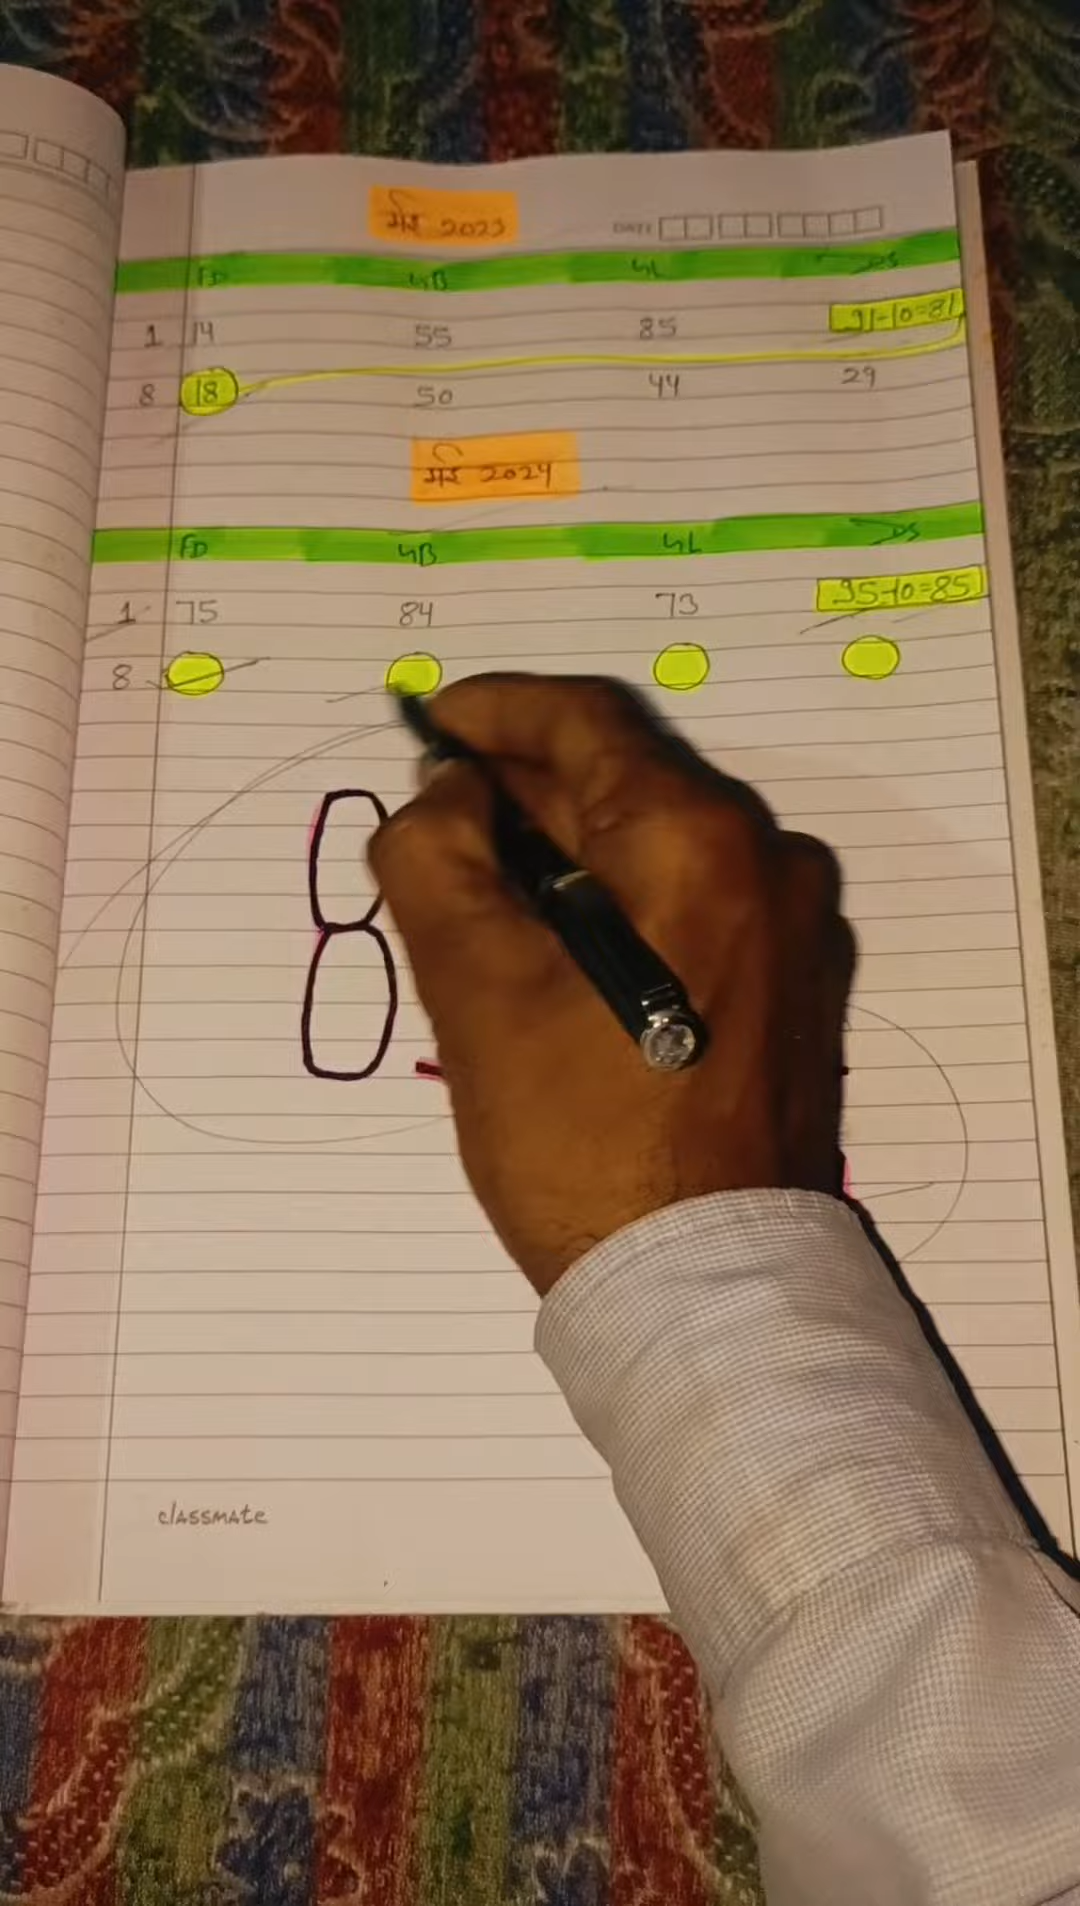 मई 2023
DATE
FD GB GL DS
1 14 55 85 91-10=81
8 18 50 44 29
मई 2024
FD GB GL DS
1 75 84 73 95-10=85
8
8
classmate